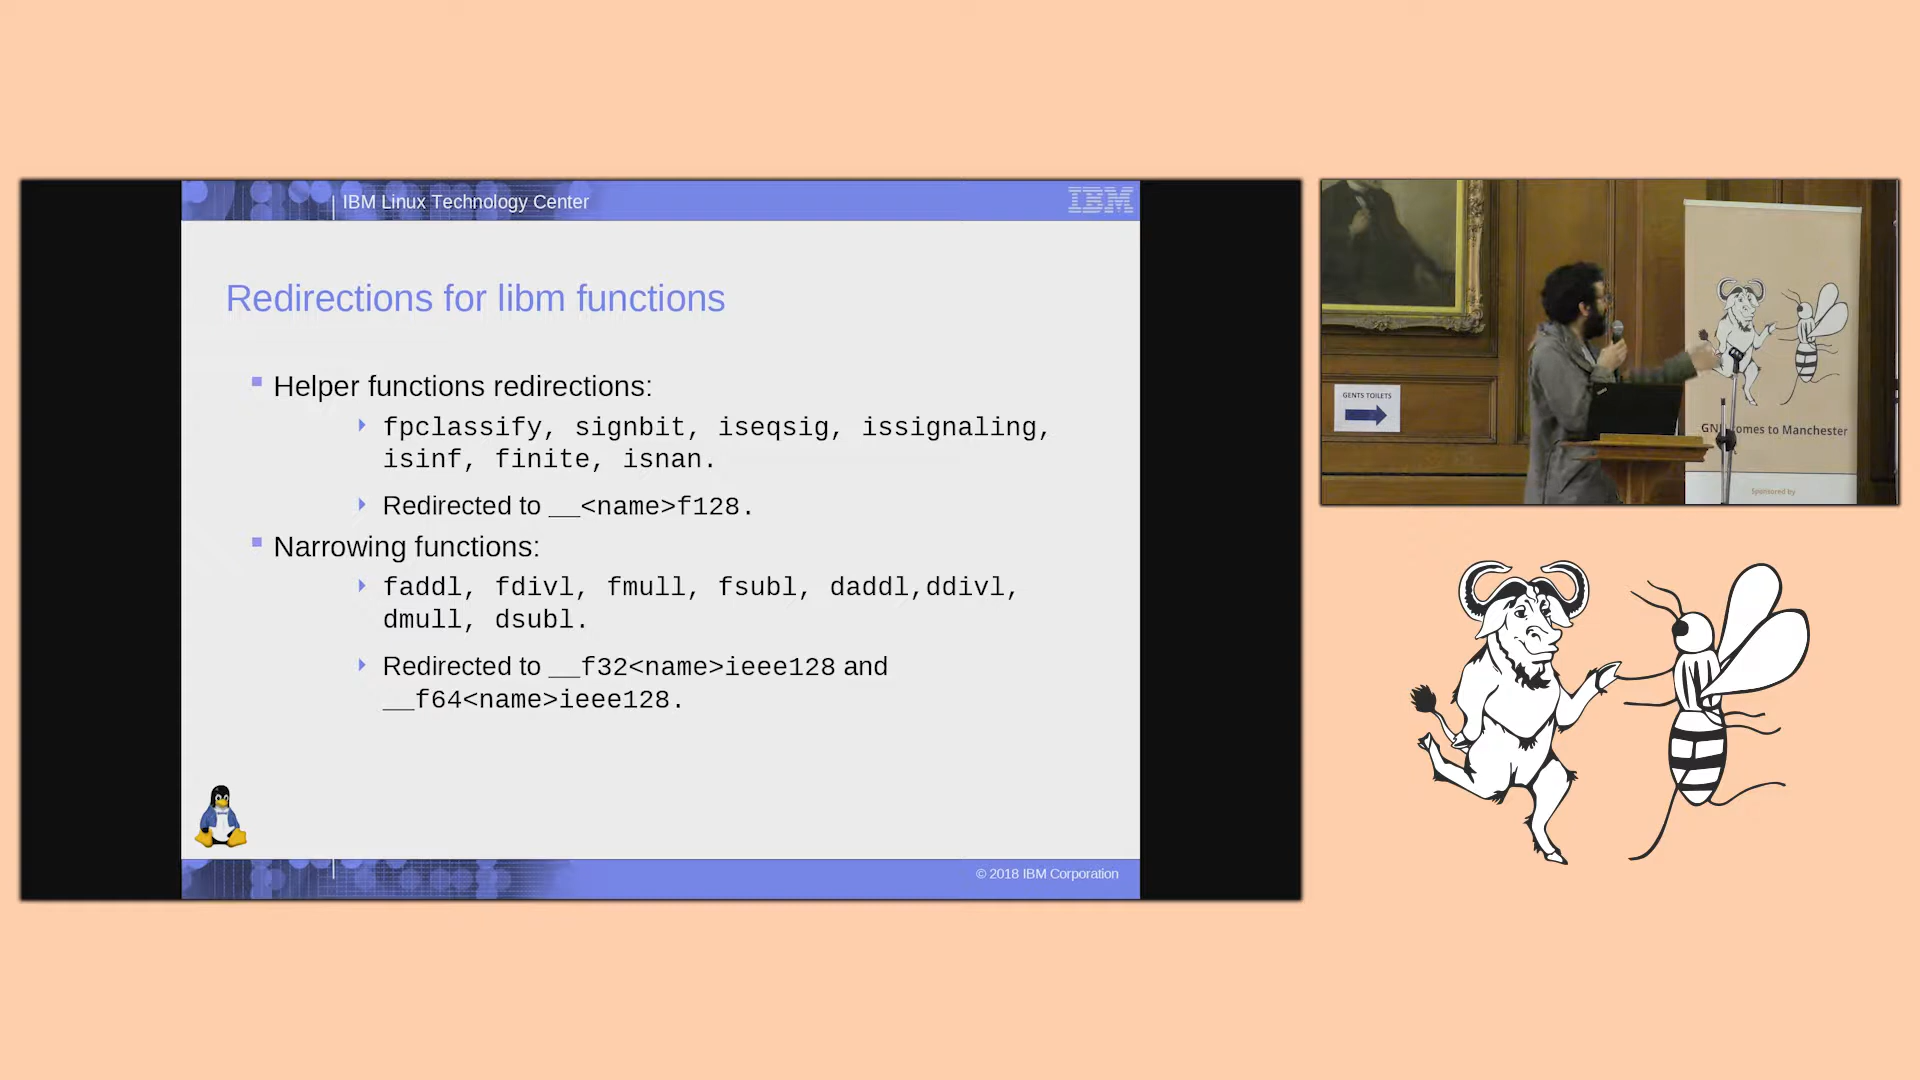 IBM Linux Technology Center
IBM
Redirections for libm functions
Helper functions redirections:
fpclassify, signbit, iseqsig, issignaling,
isinf, finite, isnan.
Redirected to __<name>f128.
Narrowing functions:
faddl, fdivl, fmull, fsubl, daddl,ddivl,
dmull, dsubl.
Redirected to __f32<name>ieee128 and
__f64<name>ieee128.
© 2018 IBM Corporation
GENTS TOILETS
to Manchester
Sponsored by